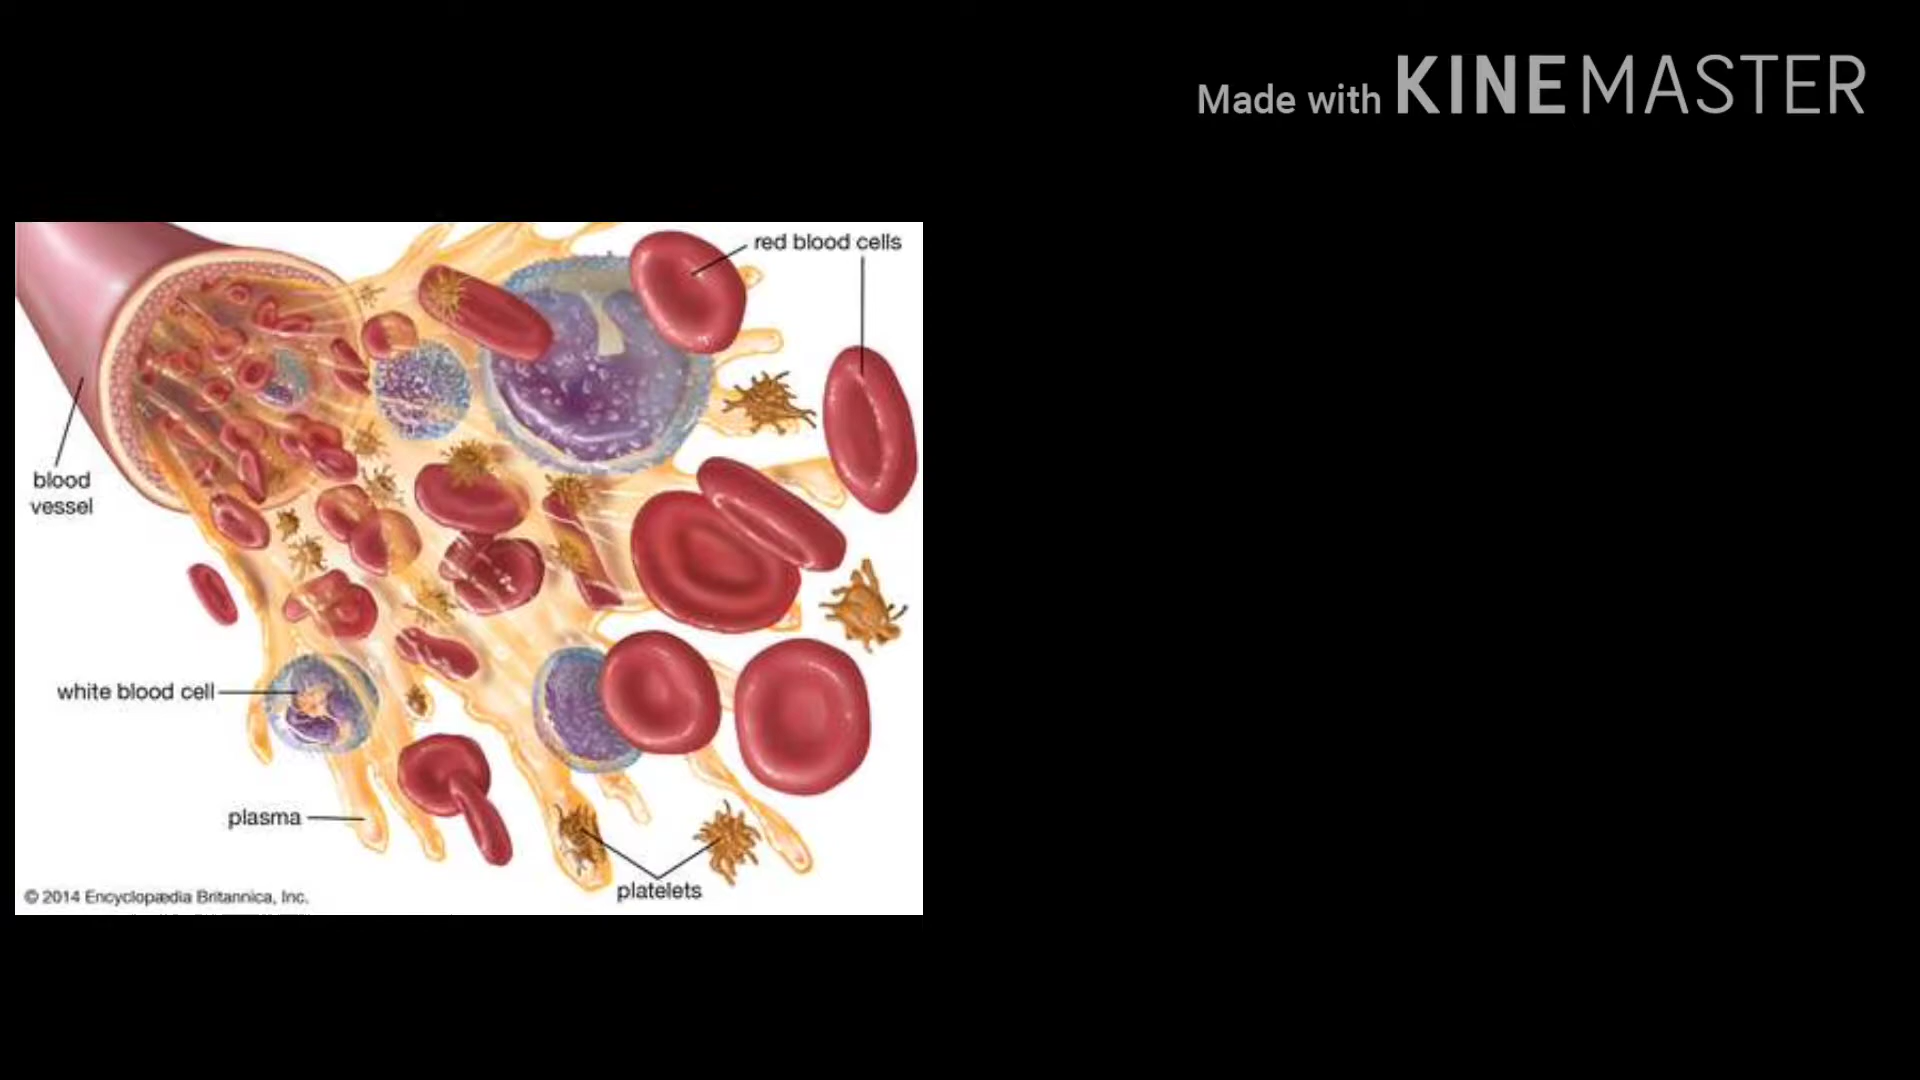 Made with KINEMASTER
red blood cells
blood
vessel
white blood cell
plasma
platelets
© 2014 Encyclopædia Britannica, Inc.